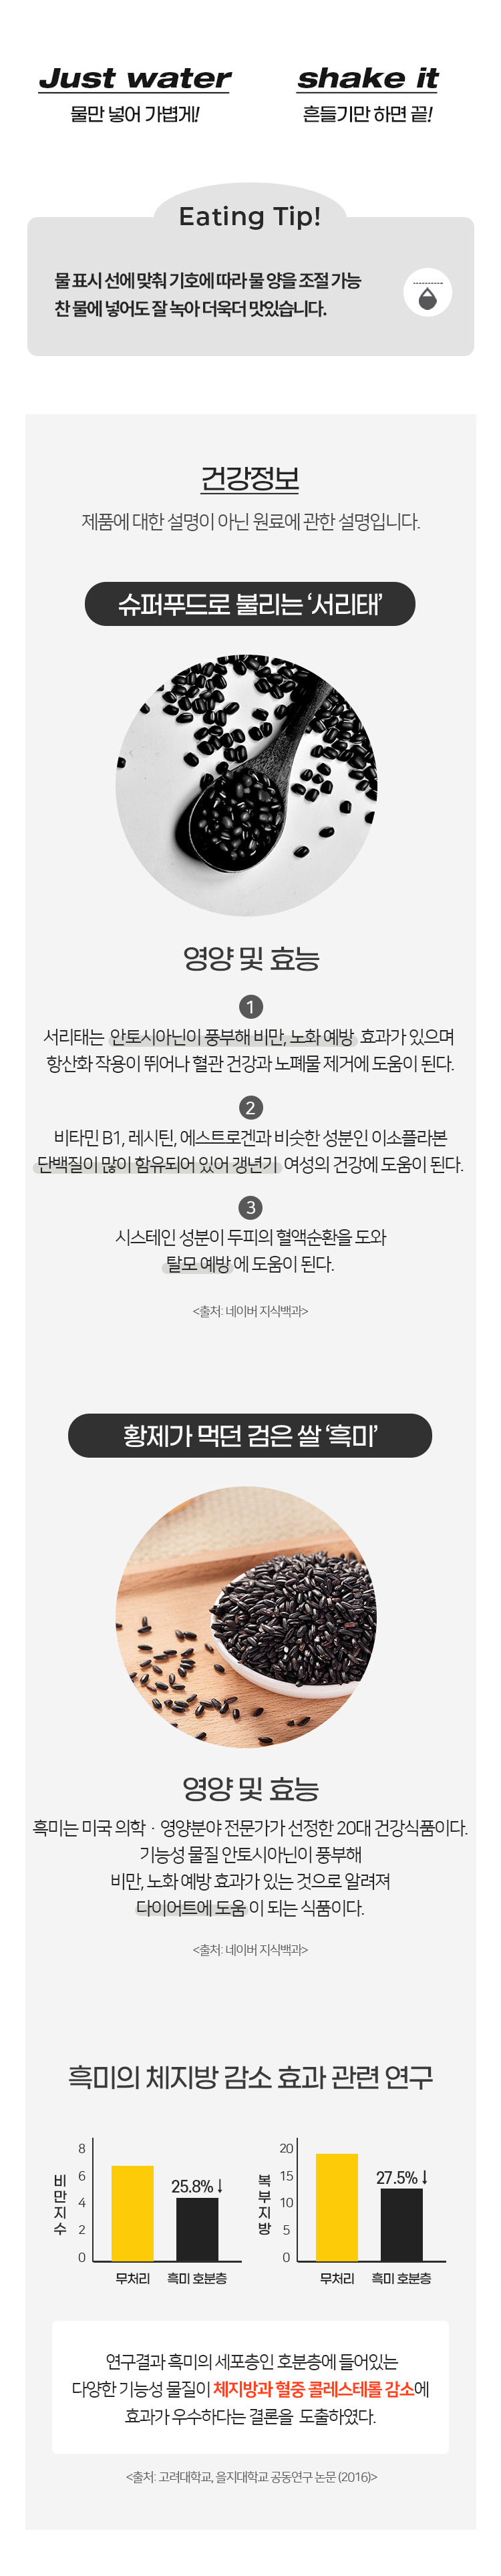 Just water
물만 넣어 가볍게!
shake it
흔들기만 하면 끝!
Eating Tip!
물 표시 선에 맞춰 기호에 따라 물 양을 조절 가능
찬 물에 넣어도 잘 녹아 더욱더 맛있습니다.
건강정보
제품에 대한 설명이 아닌 원료에 관한 설명입니다.
슈퍼푸드로 불리는 ‘서리태’
영양 및 효능
1
서리태는 안토시아닌이 풍부해 비만, 노화 예방 효과가 있으며
항산화 작용이 뛰어나 혈관 건강과 노폐물 제거에 도움이 된다.
2
비타민 B1, 레시틴, 에스트로겐과 비슷한 성분인 이소플라본
단백질이 많이 함유되어 있어 갱년기 여성의 건강에 도움이 된다.
3
시스테인 성분이 두피의 혈액순환을 도와
탈모 예방 에 도움이 된다.
<출처: 네이버 지식백과>
황제가 먹던 검은 쌀 ‘흑미’
영양 및 효능
흑미는 미국 의학 · 영양분야 전문가가 선정한 20대 건강식품이다.
기능성 물질 안토시아닌이 풍부해
비만, 노화 예방 효과가 있는 것으로 알려져
다이어트에 도움 이 되는 식품이다.
<출처: 네이버 지식백과>
흑미의 체지방 감소 효과 관련 연구
비만지수
8
6
4
2
0
25.8%↓
무처리 흑미 호분층
복부지방
20
15
10
5
0
27.5%↓
무처리 흑미 호분층
연구결과 흑미의 세포층인 호분층에 들어있는
다양한 기능성 물질이 체지방과 혈중 콜레스테롤 감소에
효과가 우수하다는 결론을 도출하였다.
<출처: 고려대학교, 을지대학교 공동연구 논문 (2016)>